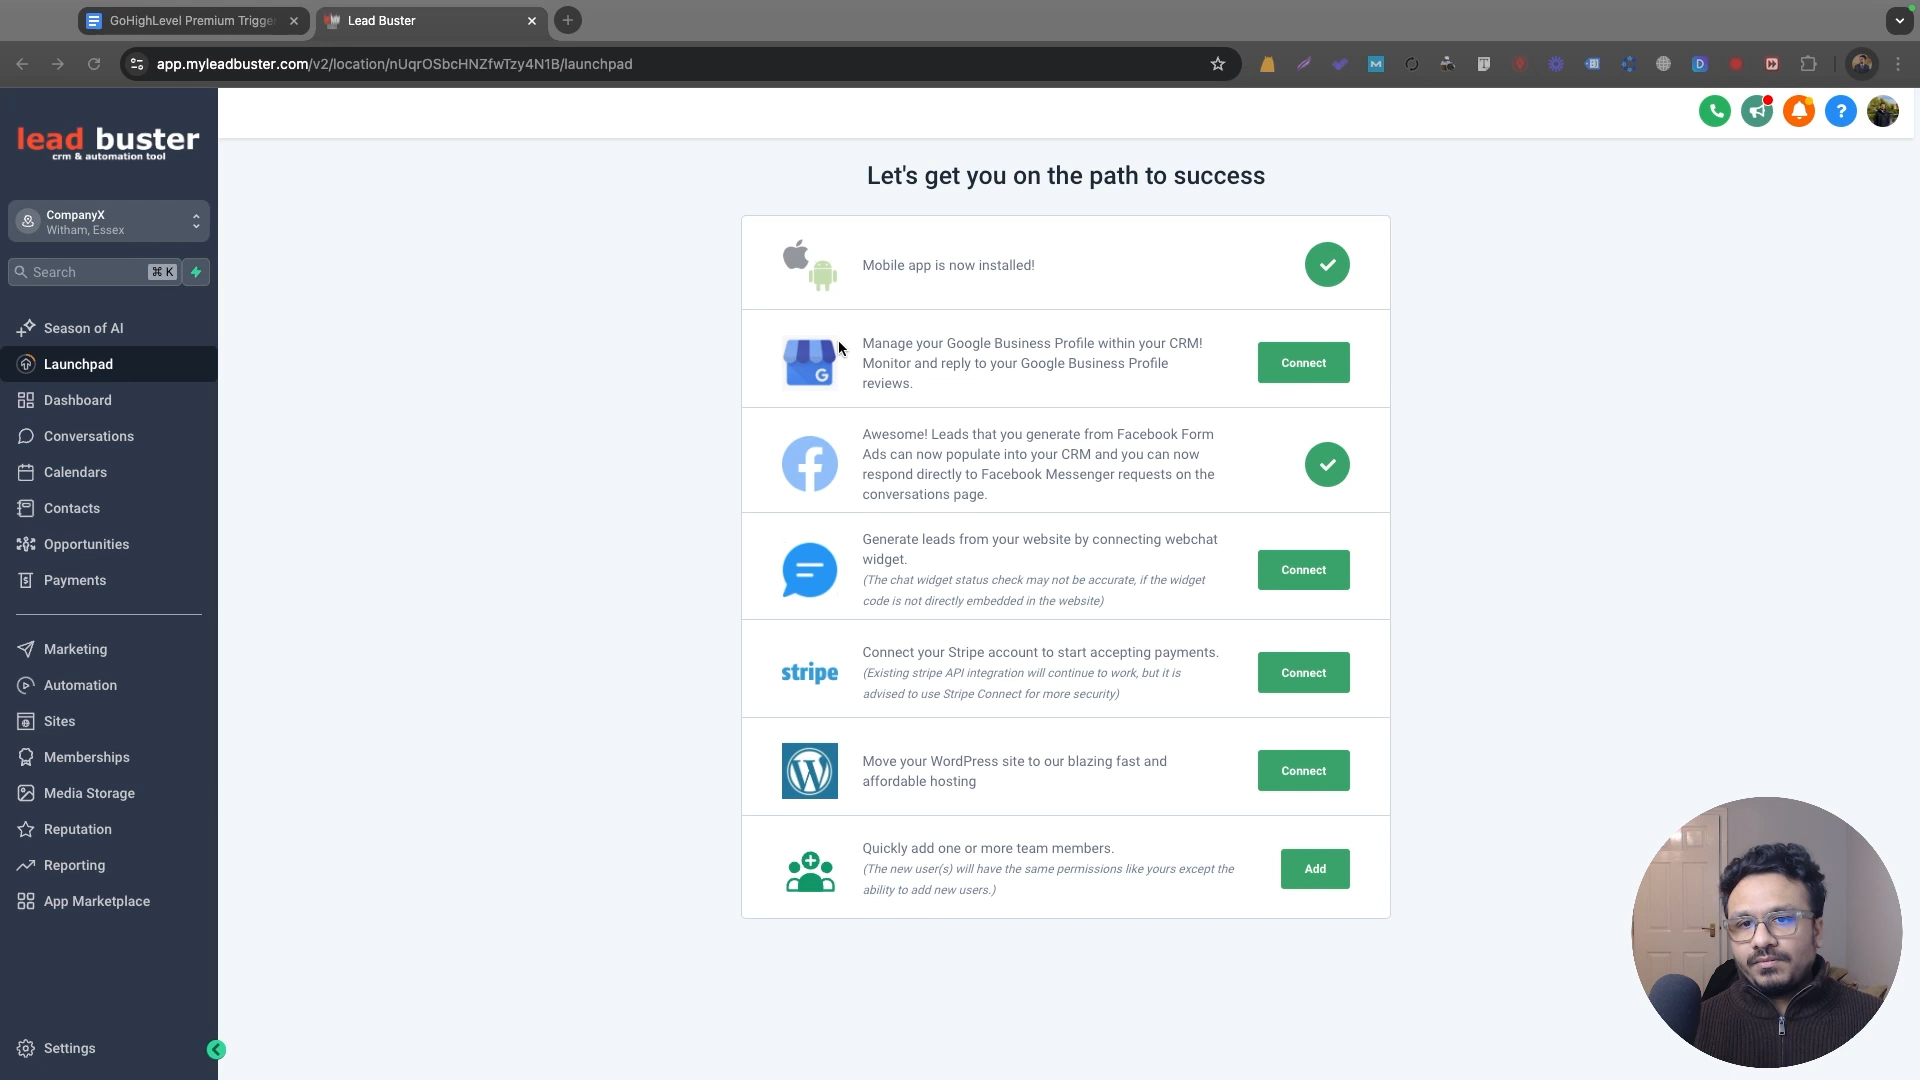 GoHighLevel Premium Trigge
Lead Buster
app.myleadbuster.com/v2/location/nUqrOSbcHNZfwTzy4N1B/launchpad
lead buster
crm & automation tool
CompanyX
Witham, Essex
Search
⌘ K
Season of AI
Launchpad
Dashboard
Conversations
Calendars
Contacts
Opportunities
Payments
Marketing
Automation
Sites
Memberships
Media Storage
Reputation
Reporting
App Marketplace
Settings
Let's get you on the path to success
Mobile app is now installed!
Manage your Google Business Profile within your CRM!
Monitor and reply to your Google Business Profile
reviews.
Connect
Awesome! Leads that you generate from Facebook Form
Ads can now populate into your CRM and you can now
respond directly to Facebook Messenger requests on the
conversations page.
Generate leads from your website by connecting webchat
widget.
(The chat widget status check may not be accurate, if the widget
code is not directly embedded in the website)
Connect
stripe
Connect your Stripe account to start accepting payments.
(Existing stripe API integration will continue to work, but it is
advised to use Stripe Connect for more security)
Connect
Move your WordPress site to our blazing fast and
affordable hosting
Connect
Quickly add one or more team members.
(The new user(s) will have the same permissions like yours except the
ability to add new users.)
Add